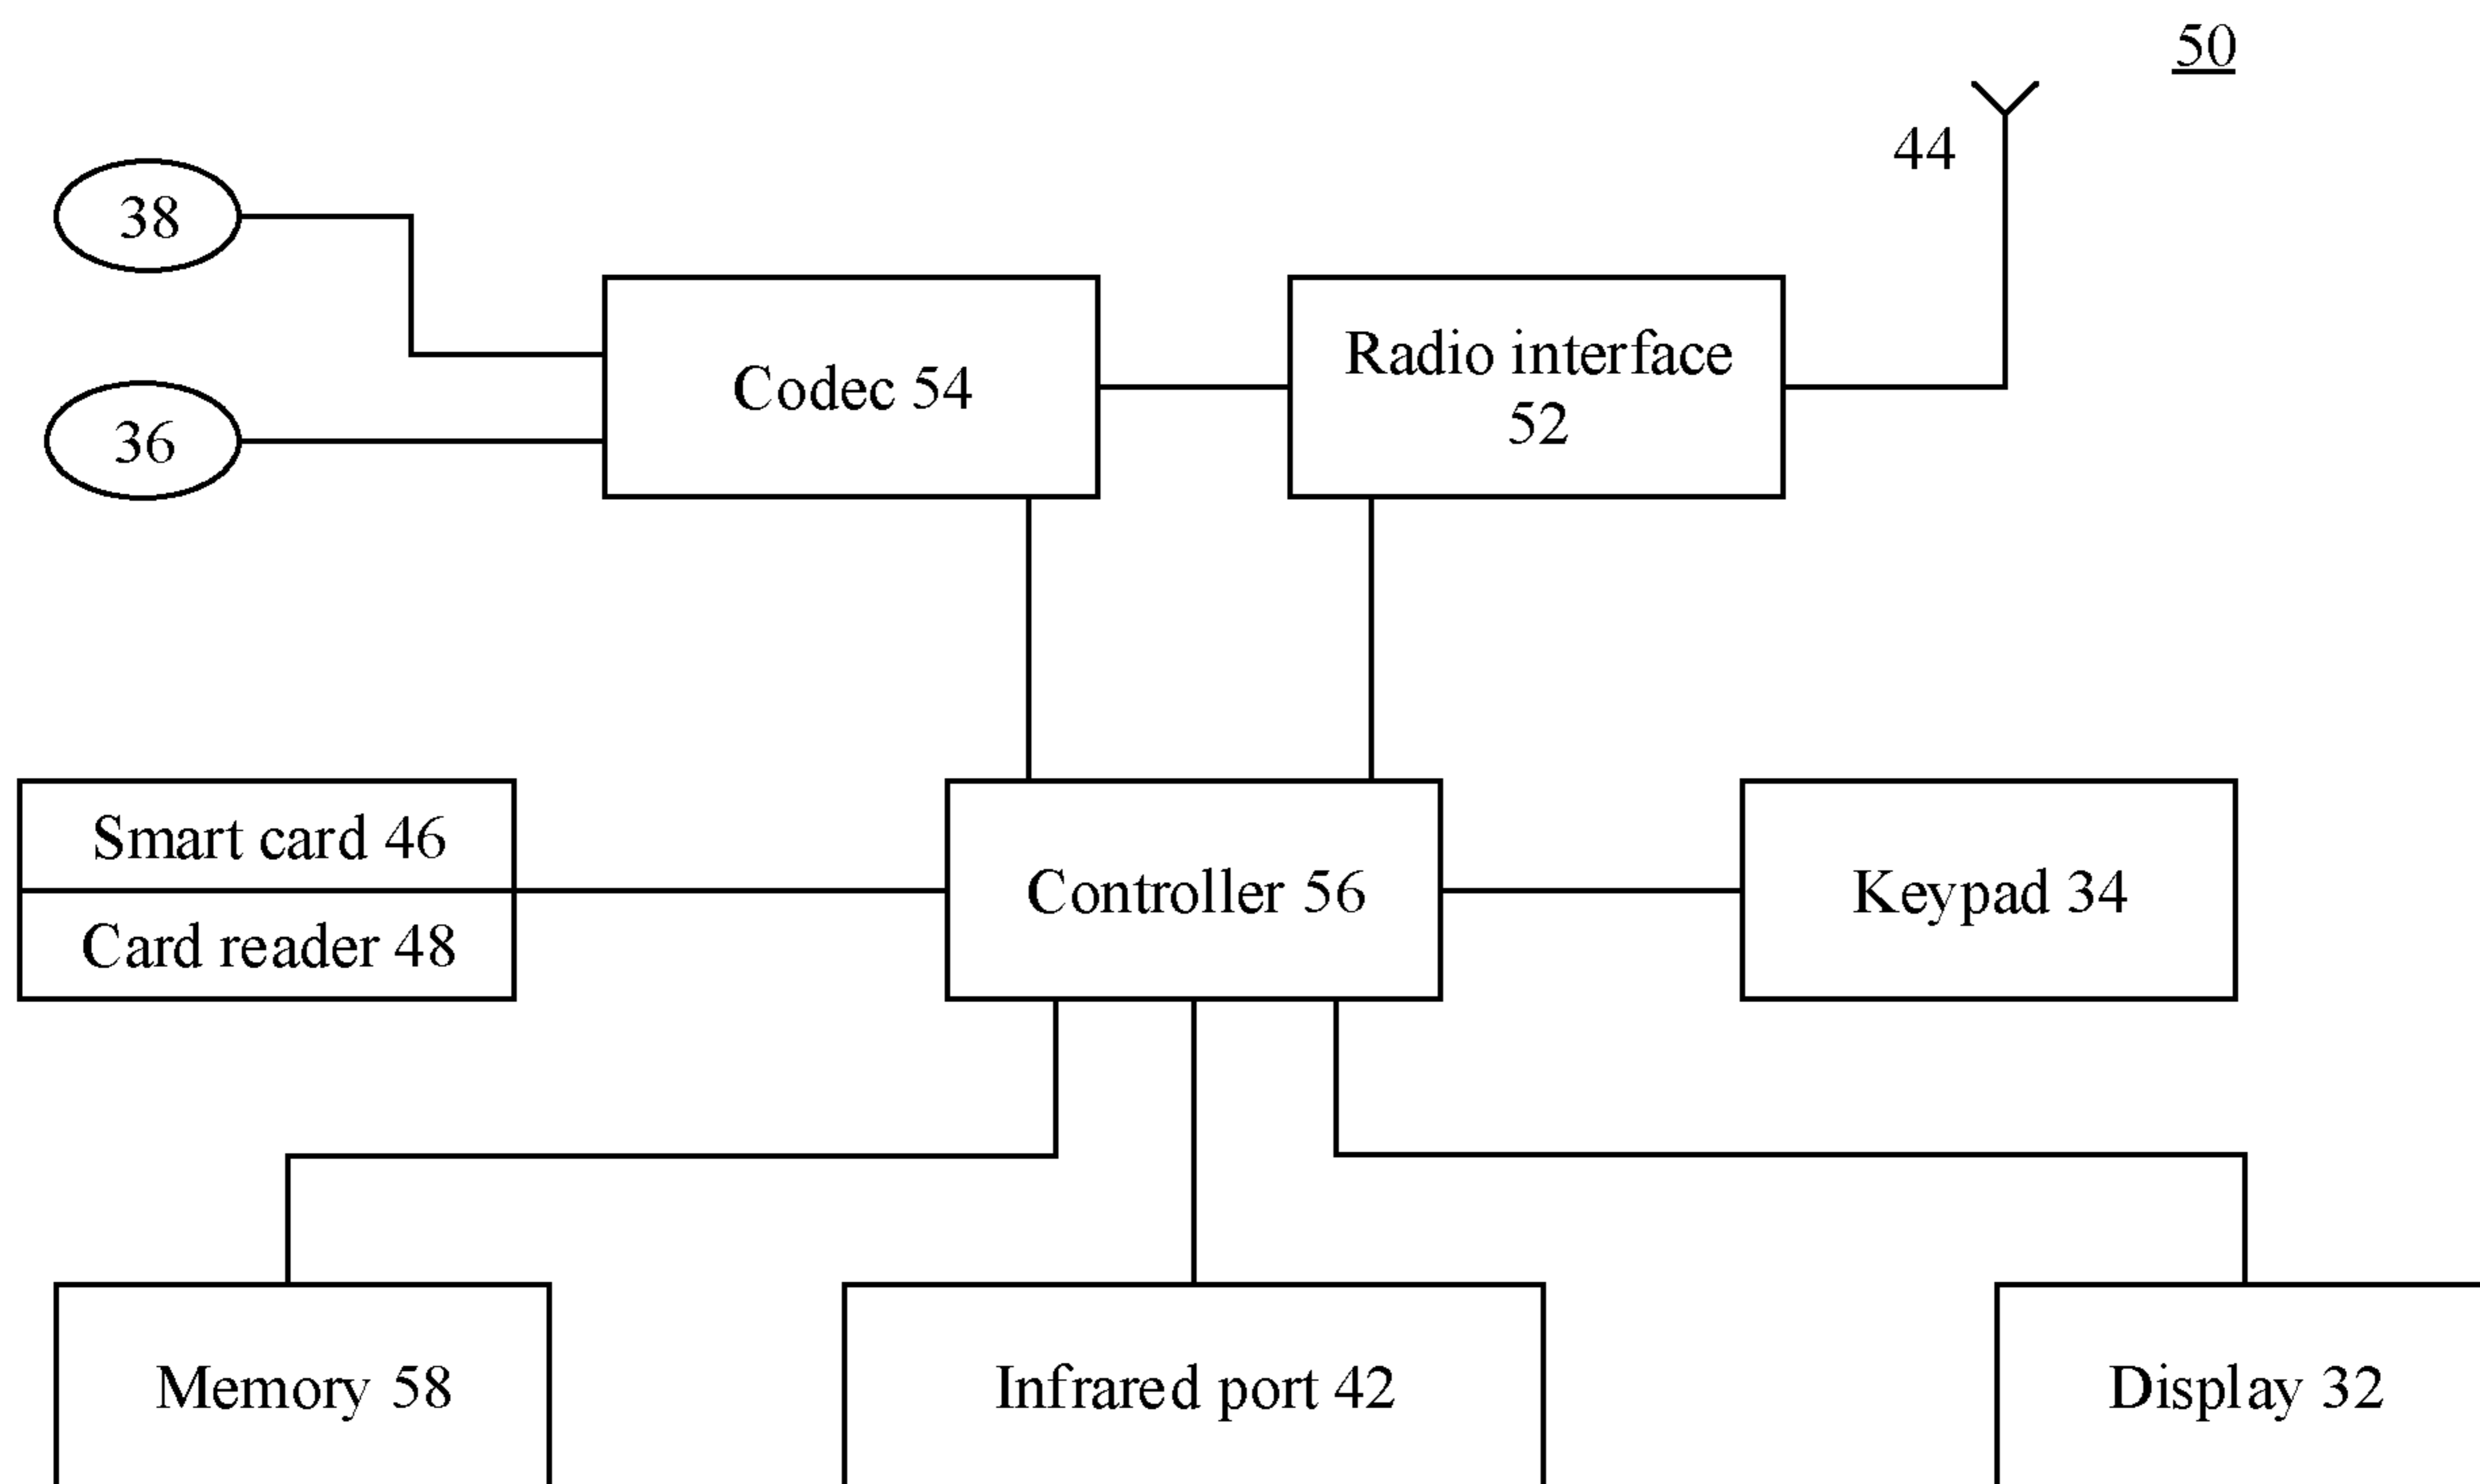 50
44
38
Codec 54
Radio interface
52
36
Smart card 46
Card reader 48
Controller 56
Keypad 34
Memory 58
Infrared port 42
Display 32